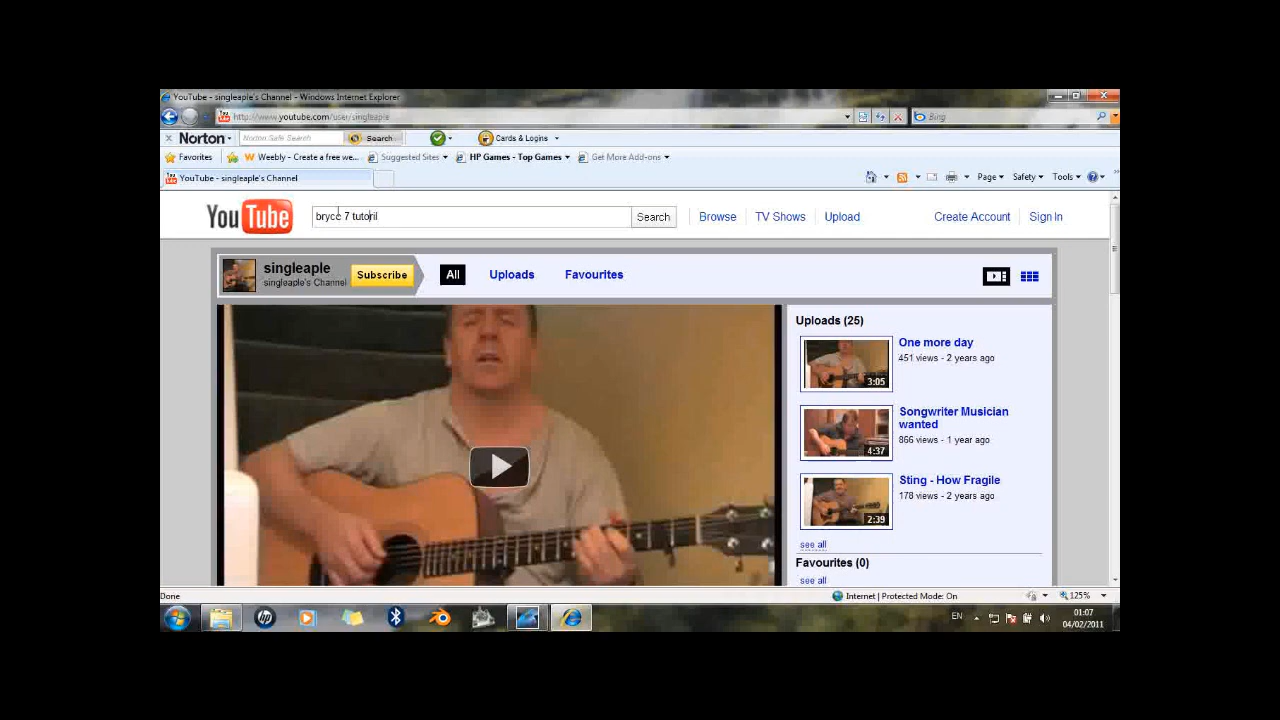 YouTube - singleaple's Channel - Windows Internet Explorer
http://www.youtube.com/user/singleaple
Bing
Norton
Norton Safe Search
Search
Cards & Logins
Favorites
Weebly - Create a free we...
Suggested Sites
HP Games - Top Games
Get More Add-ons
YouTube - singleaple's Channel
Page
Safety
Tools
YouTube
bryce 7 tutoril
Search
Browse
TV Shows
Upload
Create Account
Sign In
singleaple
singleaple's Channel
Subscribe
All
Uploads
Favourites
Uploads (25)
One more day
451 views - 2 years ago
3:05
Songwriter Musician
wanted
866 views - 1 year ago
4:37
Sting - How Fragile
178 views - 2 years ago
2:39
see all
Favourites (0)
see all
Done
Internet | Protected Mode: On
125%
EN
01:07
04/02/2011